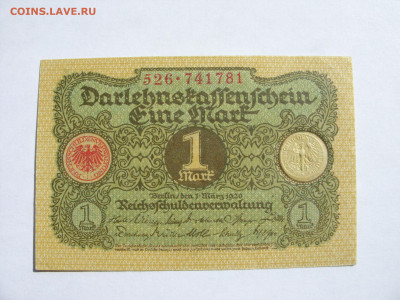 COINS.LAVE.RU
526·741781
Darlehnskassenschein
Eine Mark
1
Mark
Berlin, den 1. März 1920
Reichsschuldenverwaltung
1
1